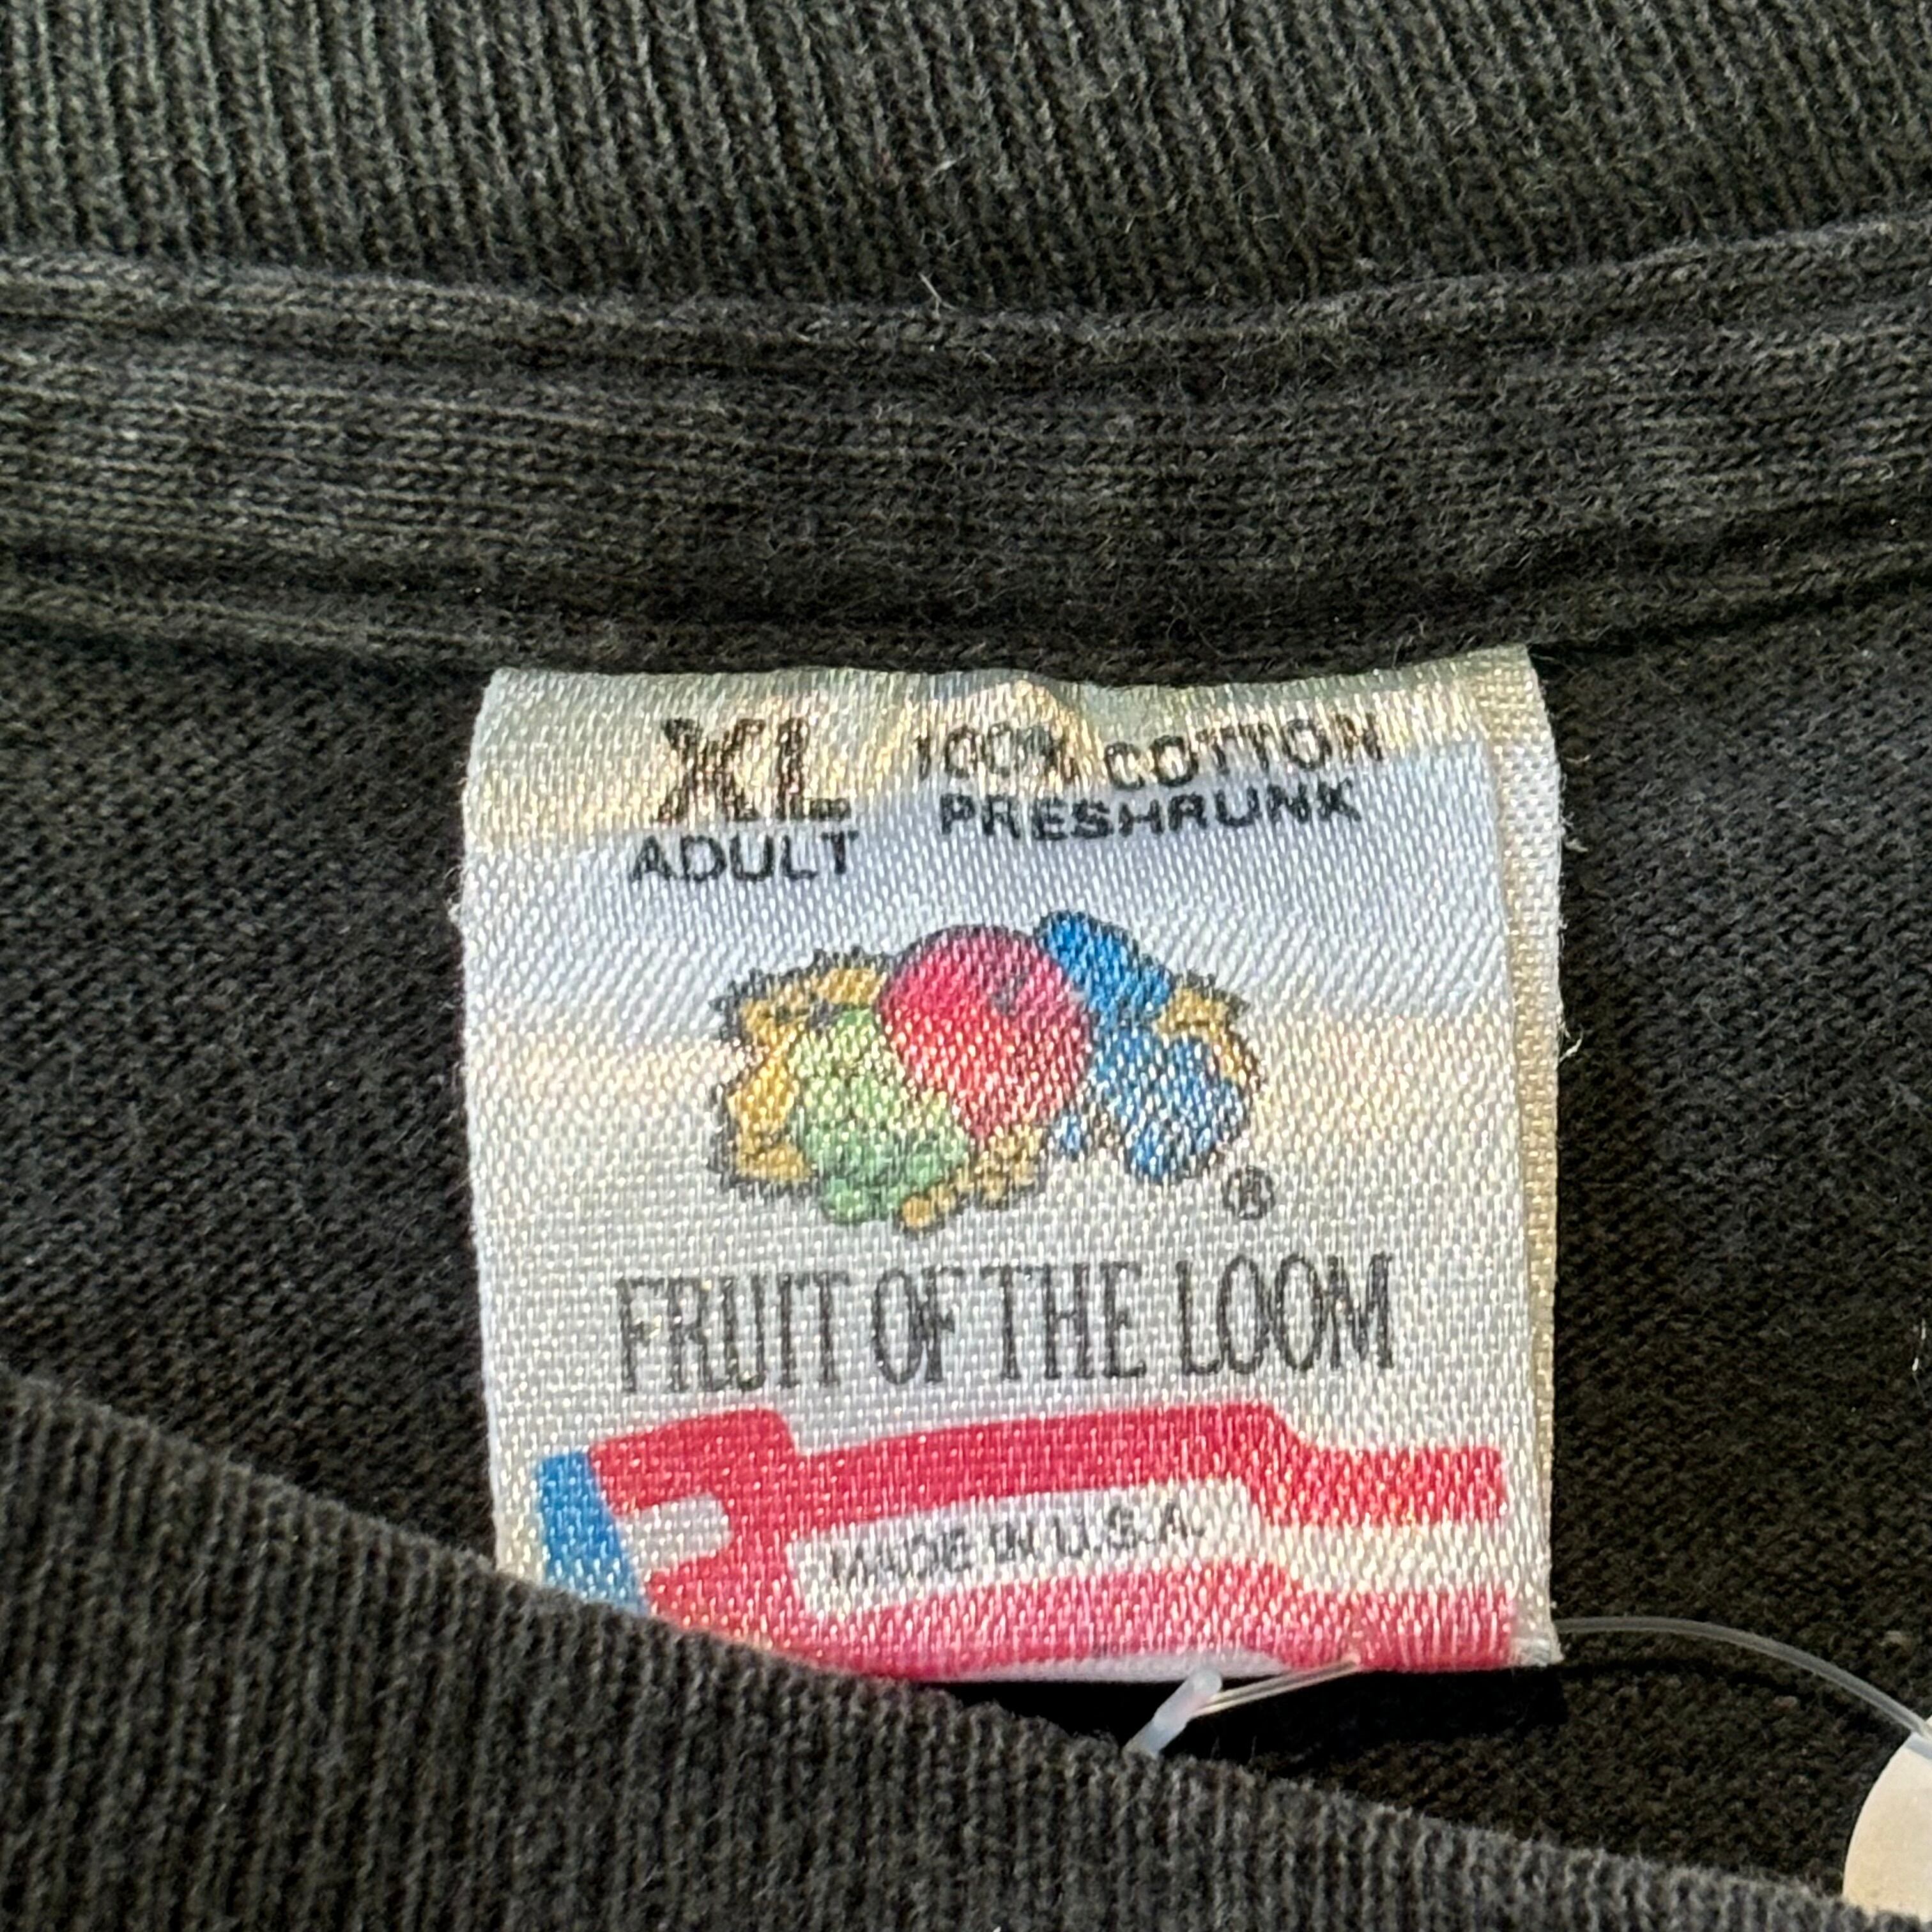 XL
ADULT
100% COTTON
PRESHRUNK
®
FRUIT OF THE LOOM
MADE IN U.S.A.